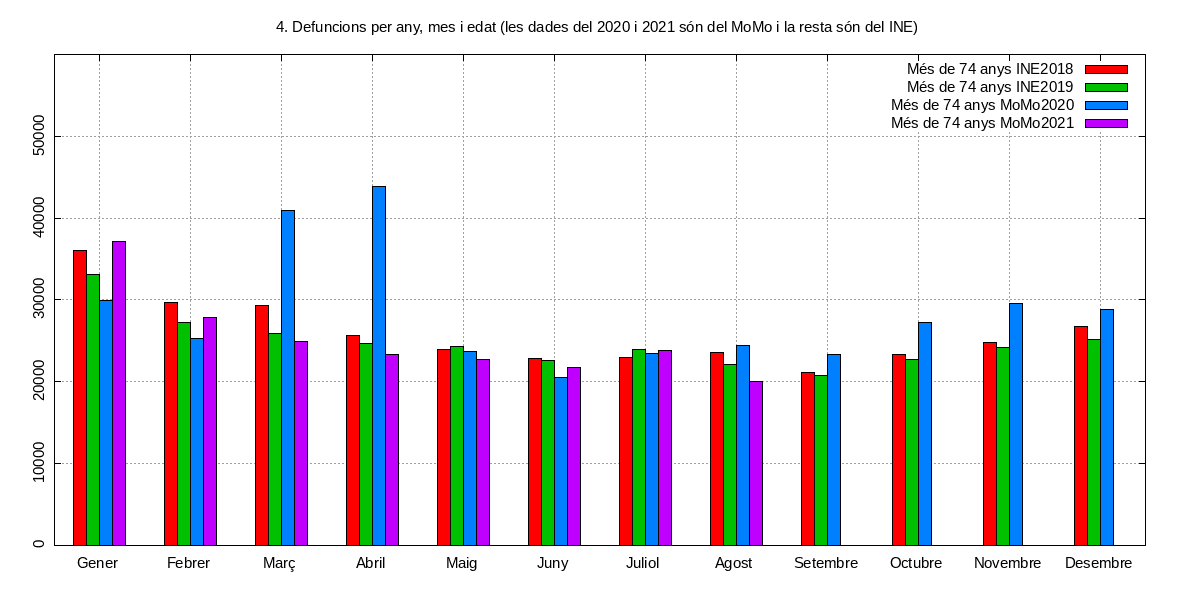 4. Defuncions per any, mes i edat (les dades del 2020 i 2021 són del MoMo i la resta són del INE)
Més de 74 anys INE2018
Més de 74 anys INE2019
Més de 74 anys MoMo2020
Més de 74 anys MoMo2021
50000
40000
30000
20000
10000
0
Gener Febrer Març Abril Maig Juny Juliol Agost Setembre Octubre Novembre Desembre